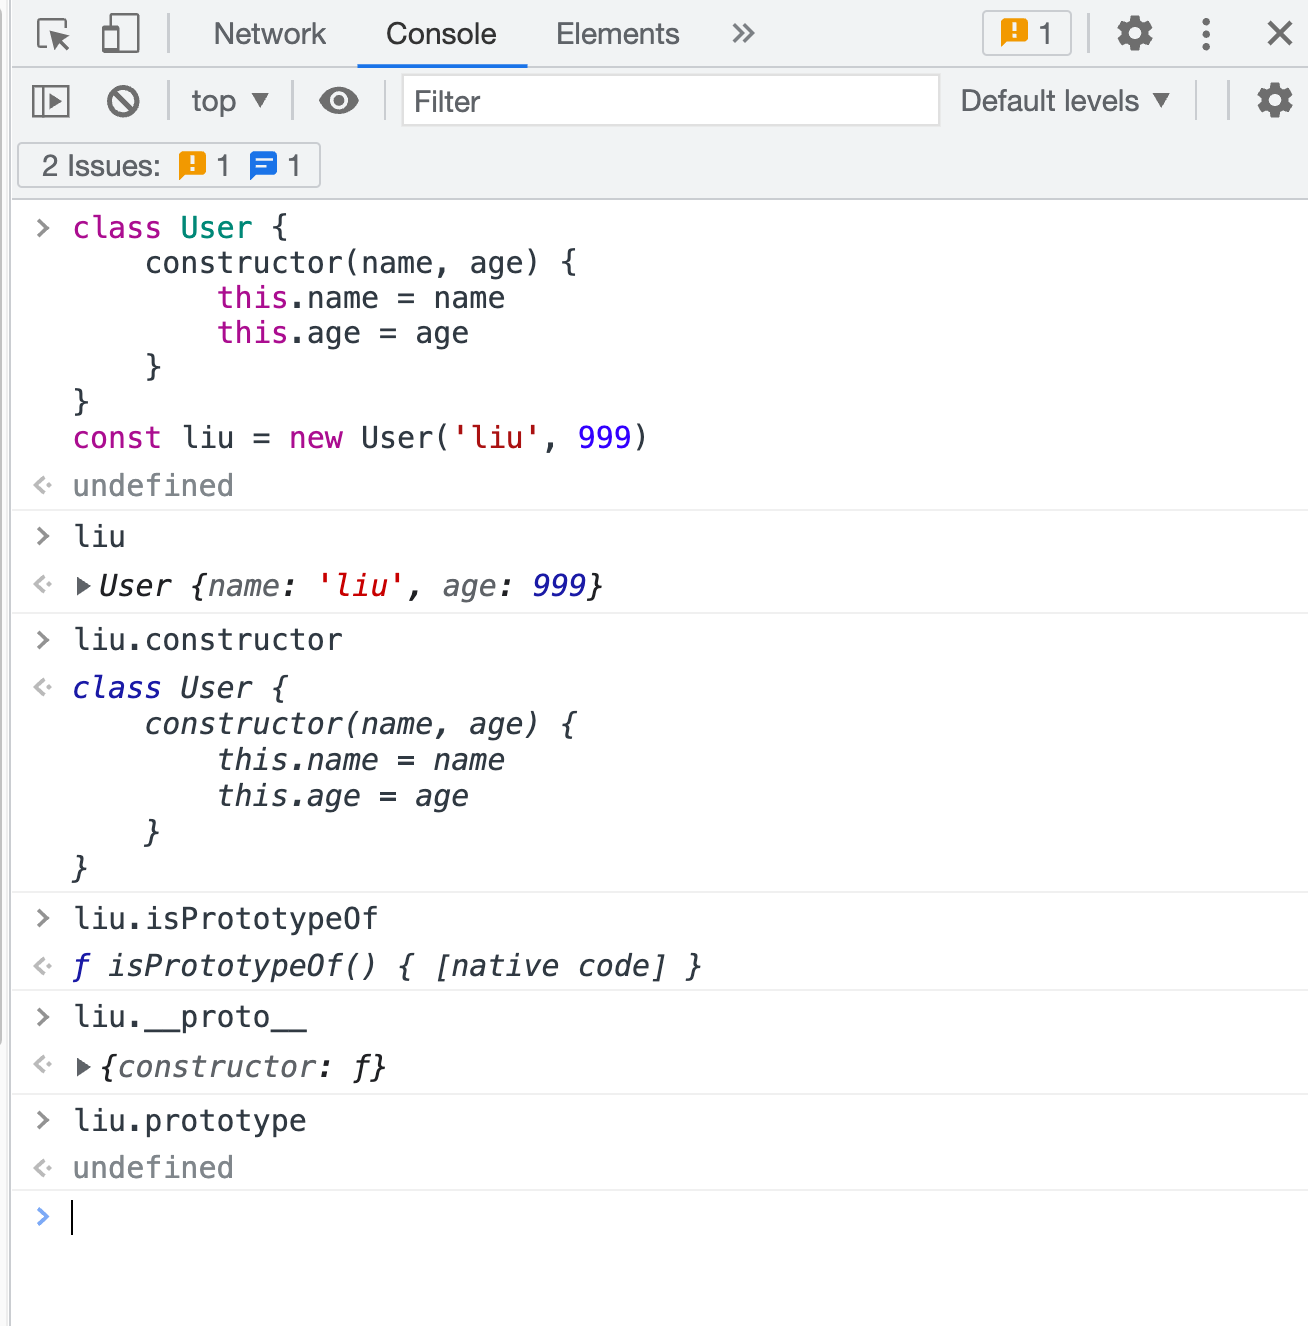 Network Console Elements » 1
top ▼ Filter Default levels ▼
2 Issues: 1 1
> class User {
    constructor(name, age) {
        this.name = name
        this.age = age
    }
}
const liu = new User('liu', 999)
undefined
> liu
▶ User {name: 'liu', age: 999}
> liu.constructor
class User {
    constructor(name, age) {
        this.name = name
        this.age = age
    }
}
> liu.isPrototypeOf
ƒ isPrototypeOf() { [native code] }
> liu.__proto__
▶ {constructor: ƒ}
> liu.prototype
undefined
>